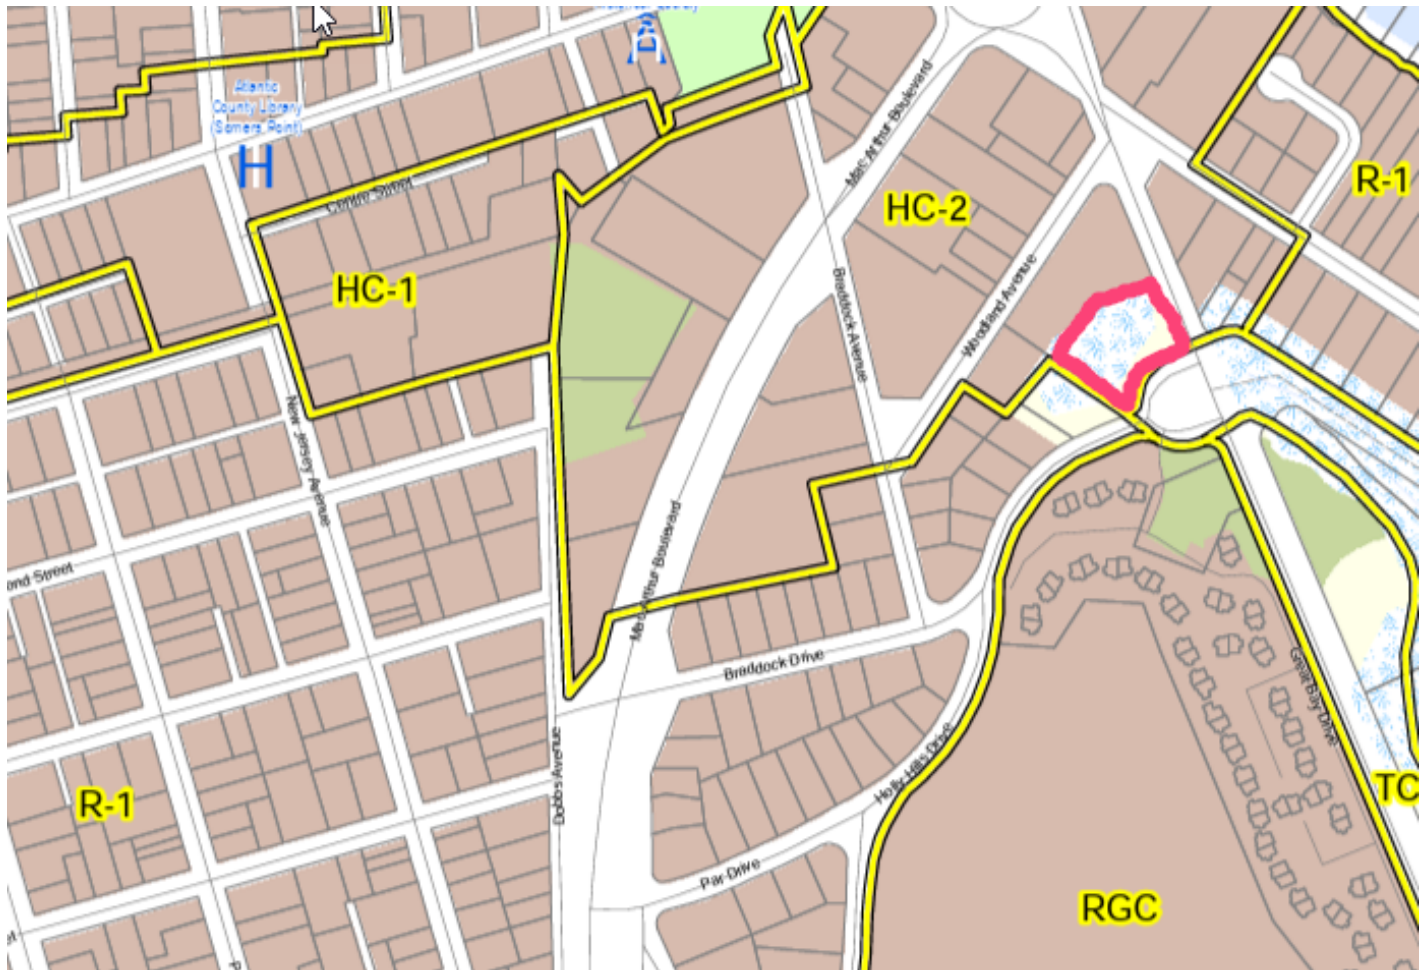 Atlantic
County Library
(Somers Point)
H
Mac Arthur Boulevard
R-1
HC-2
Centre Street
HC-1
Braddock Avenue
Woodland Avenue
New Jersey Avenue
Mac Arthur Boulevard
ond Street
Braddock Drive
Great Bay Drive
Dobbs Avenue
Holly Hills Drive
TC
R-1
Par Drive
RGC